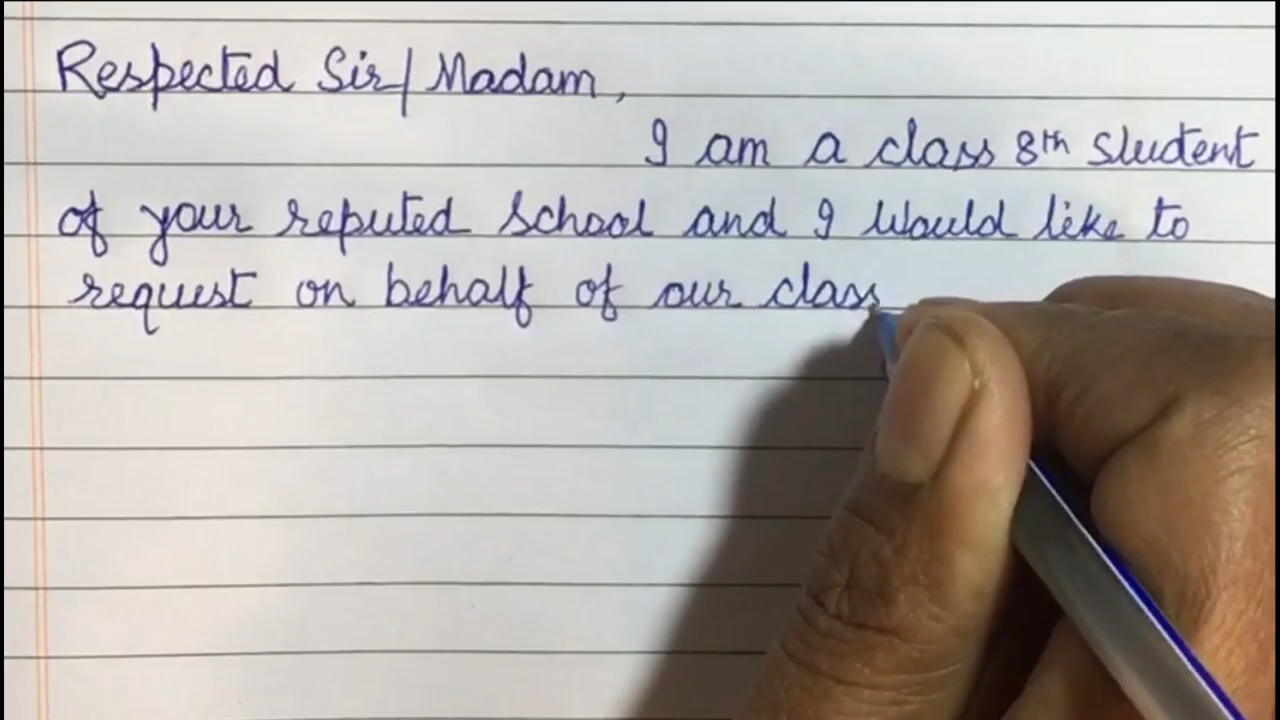 Respected Sir/Madam,
I am a class 8th student
of your reputed school and I would like to
request on behalf of our class